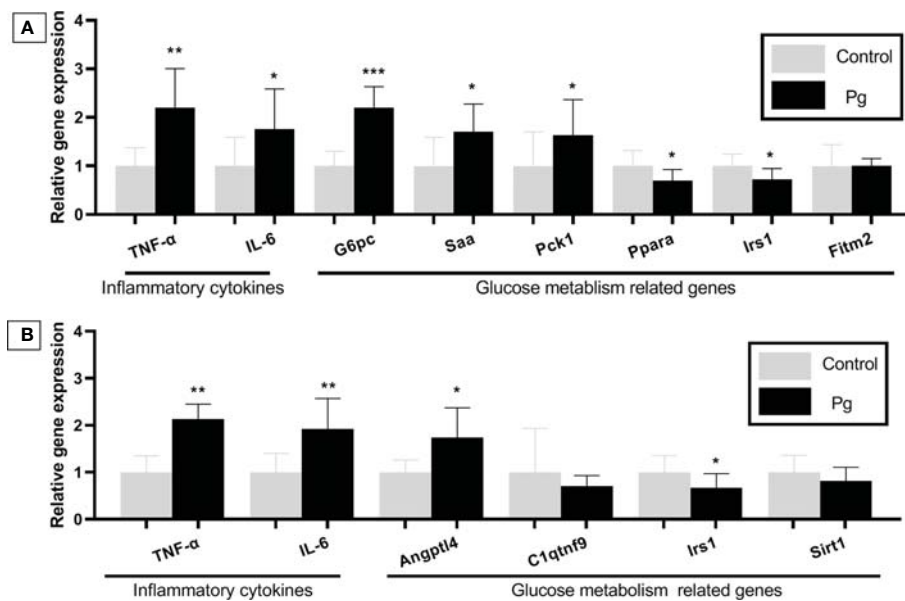 A
Relative gene expression
4
3
2
1
0
** * *** * * * *
Control
Pg
TNF-α IL-6 G6pc Saa Pck1 Ppara Irs1 Fitm2
Inflammatory cytokines Glucose metablism related genes
B
Relative gene expression
4
3
2
1
0
** ** * *
Control
Pg
TNF-α IL-6 Angptl4 C1qtnf9 Irs1 Sirt1
Inflammatory cytokines Glucose metabolism related genes